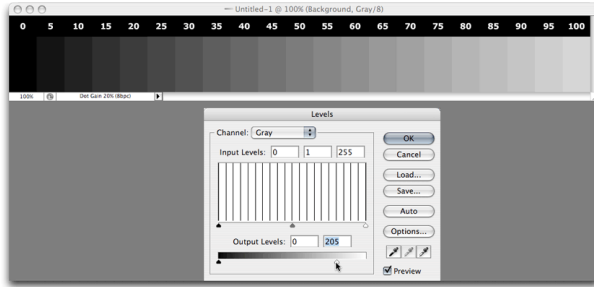 Untitled-1 @ 100% (Background, Gray/8)
0 5 10 15 20 25 30 35 40 45 50 55 60 65 70 75 80 85 90 95 100
100% Dot Gain 20% (8bpc)
Levels
Channel: Gray
Input Levels: 0 1 255
Output Levels: 0 205
OK
Cancel
Load...
Save...
Auto
Options...
Preview